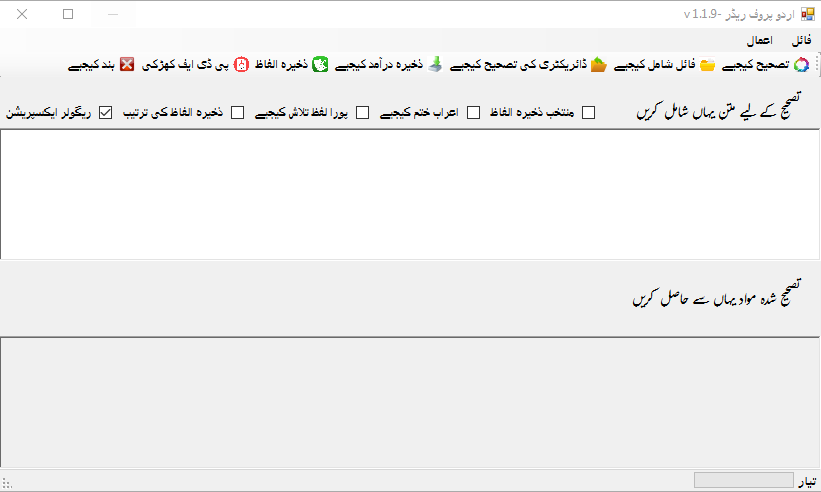 اردو پروف ریڈر -v 1.1.9
فائل اعمال
تصحیح کیجیے فائل شامل کیجیے ڈائریکٹری کی تصحیح کیجیے ذخیرہ درآمد کیجیے ذخیرہ الفاظ پی ڈی ایف کھڑکی بند کیجیے
تصحیح کے لیے متن یہاں شامل کریں منتخب ذخیرہ الفاظ اعراب ختم کیجیے پورا لفظ تلاش کیجیے ذخیرہ الفاظ کی ترتیب ریگولر ایکسپریشن
تصحیح شدہ مواد یہاں سے حاصل کریں
تیار